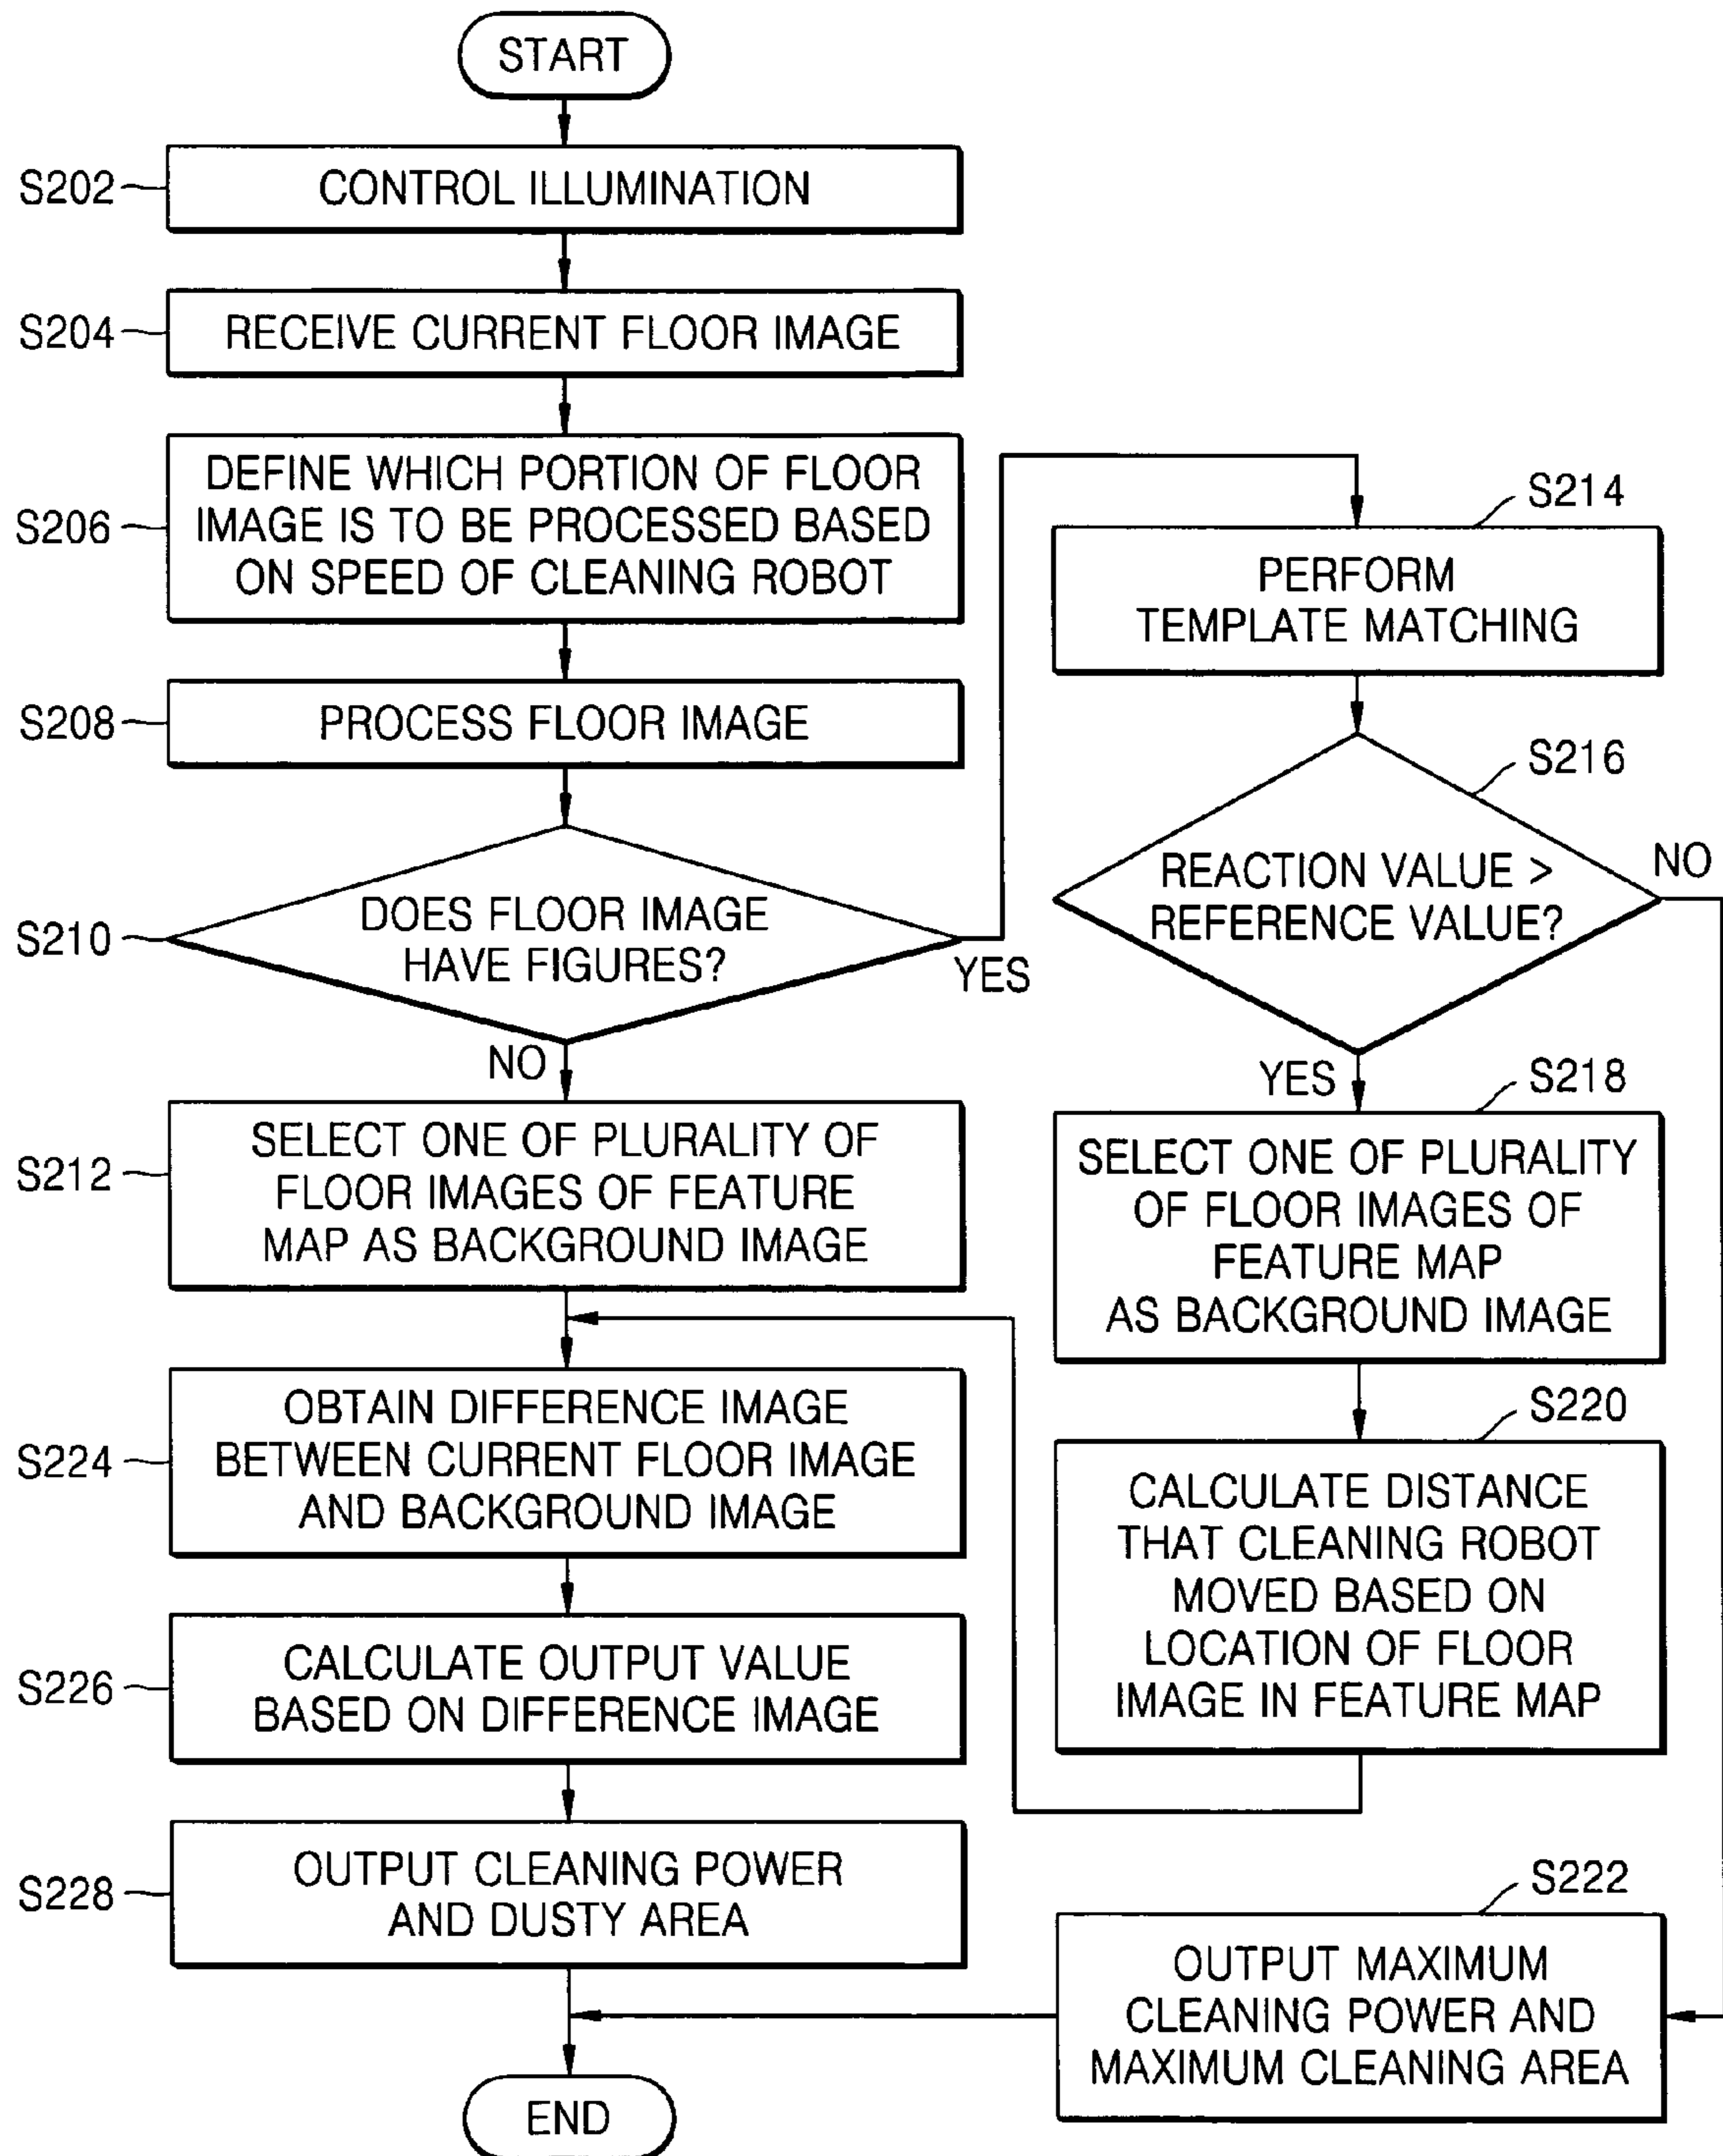 START
S202
CONTROL ILLUMINATION
S204
RECEIVE CURRENT FLOOR IMAGE
S206
DEFINE WHICH PORTION OF FLOOR
IMAGE IS TO BE PROCESSED BASED
ON SPEED OF CLEANING ROBOT
S208
PROCESS FLOOR IMAGE
S210
DOES FLOOR IMAGE
HAVE FIGURES?
YES
NO
S212
SELECT ONE OF PLURALITY OF
FLOOR IMAGES OF FEATURE
MAP AS BACKGROUND IMAGE
S214
PERFORM
TEMPLATE MATCHING
S216
REACTION VALUE >
REFERENCE VALUE?
NO
YES
S218
SELECT ONE OF PLURALITY
OF FLOOR IMAGES OF
FEATURE MAP
AS BACKGROUND IMAGE
S220
CALCULATE DISTANCE
THAT CLEANING ROBOT
MOVED BASED ON
LOCATION OF FLOOR
IMAGE IN FEATURE MAP
S224
OBTAIN DIFFERENCE IMAGE
BETWEEN CURRENT FLOOR IMAGE
AND BACKGROUND IMAGE
S226
CALCULATE OUTPUT VALUE
BASED ON DIFFERENCE IMAGE
S228
OUTPUT CLEANING POWER
AND DUSTY AREA
S222
OUTPUT MAXIMUM
CLEANING POWER AND
MAXIMUM CLEANING AREA
END